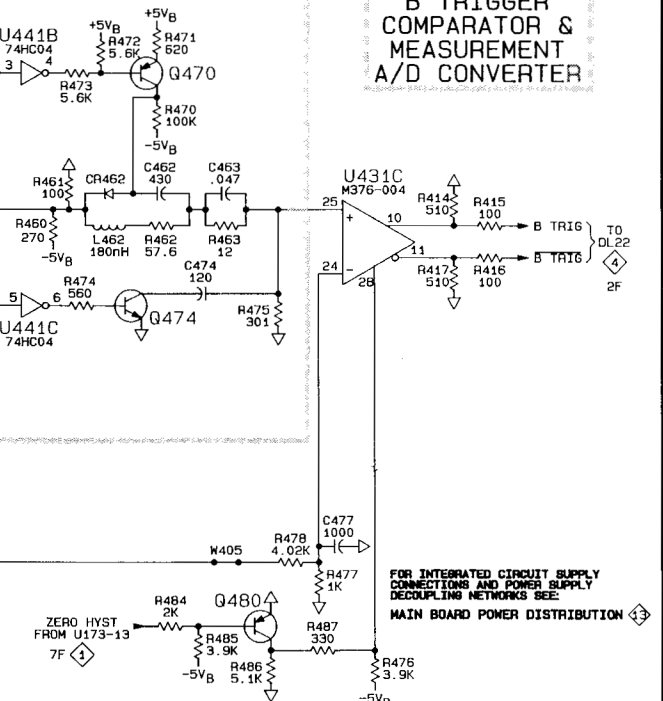 B TRIGGER
COMPARATOR &
MEASUREMENT
A/D CONVERTER
U441B
74HC04
3
4
R473
5.6K
+5VB
R472
5.6K
+5VB
R471
620
Q470
R470
100K
-5VB
R461
100
CR462
C462
430
C463
.047
R460
270
-5VB
L462
180nH
R462
57.6
R463
12
C474
120
5
6
R474
560
U441C
74HC04
Q474
R475
301
U431C
M376-004
25
+
10
24
-
11
28
R414
510
R415
100
B TRIG
R417
510
R416
100
B TRIG
TO
DL22
4
2F
C477
1000
W405
R478
4.02K
R477
1K
FOR INTEGRATED CIRCUIT SUPPLY
CONNECTIONS AND POWER SUPPLY
DECOUPLING NETWORKS SEE:
MAIN BOARD POWER DISTRIBUTION 13
ZERO HYST
FROM U173-13
7F 1
R484
2K
Q480
R485
3.9K
-5VB
R486
5.1K
R487
330
R476
3.9K
-5VB